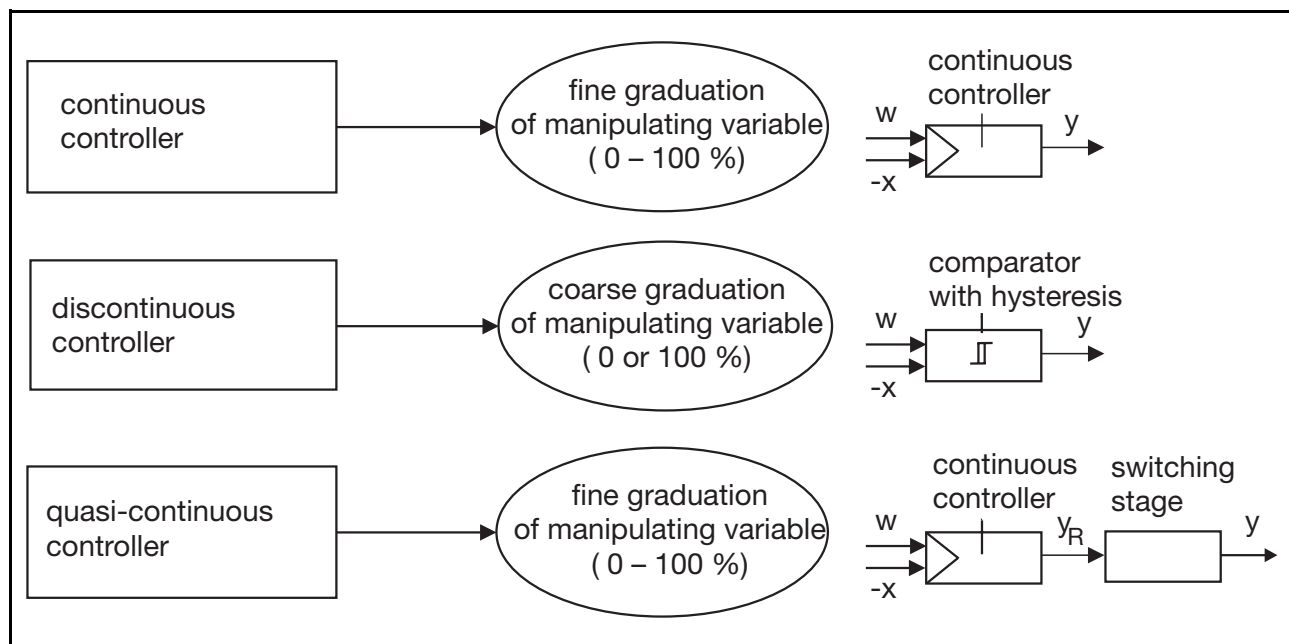 continuous
controller
fine graduation
of manipulating variable
( 0 – 100 %)
continuous
controller
w
-x
y
discontinuous
controller
coarse graduation
of manipulating variable
( 0 or 100 %)
comparator
with hysteresis
w
-x
y
quasi-continuous
controller
fine graduation
of manipulating variable
( 0 – 100 %)
continuous
controller
switching
stage
w
-x
yR
y